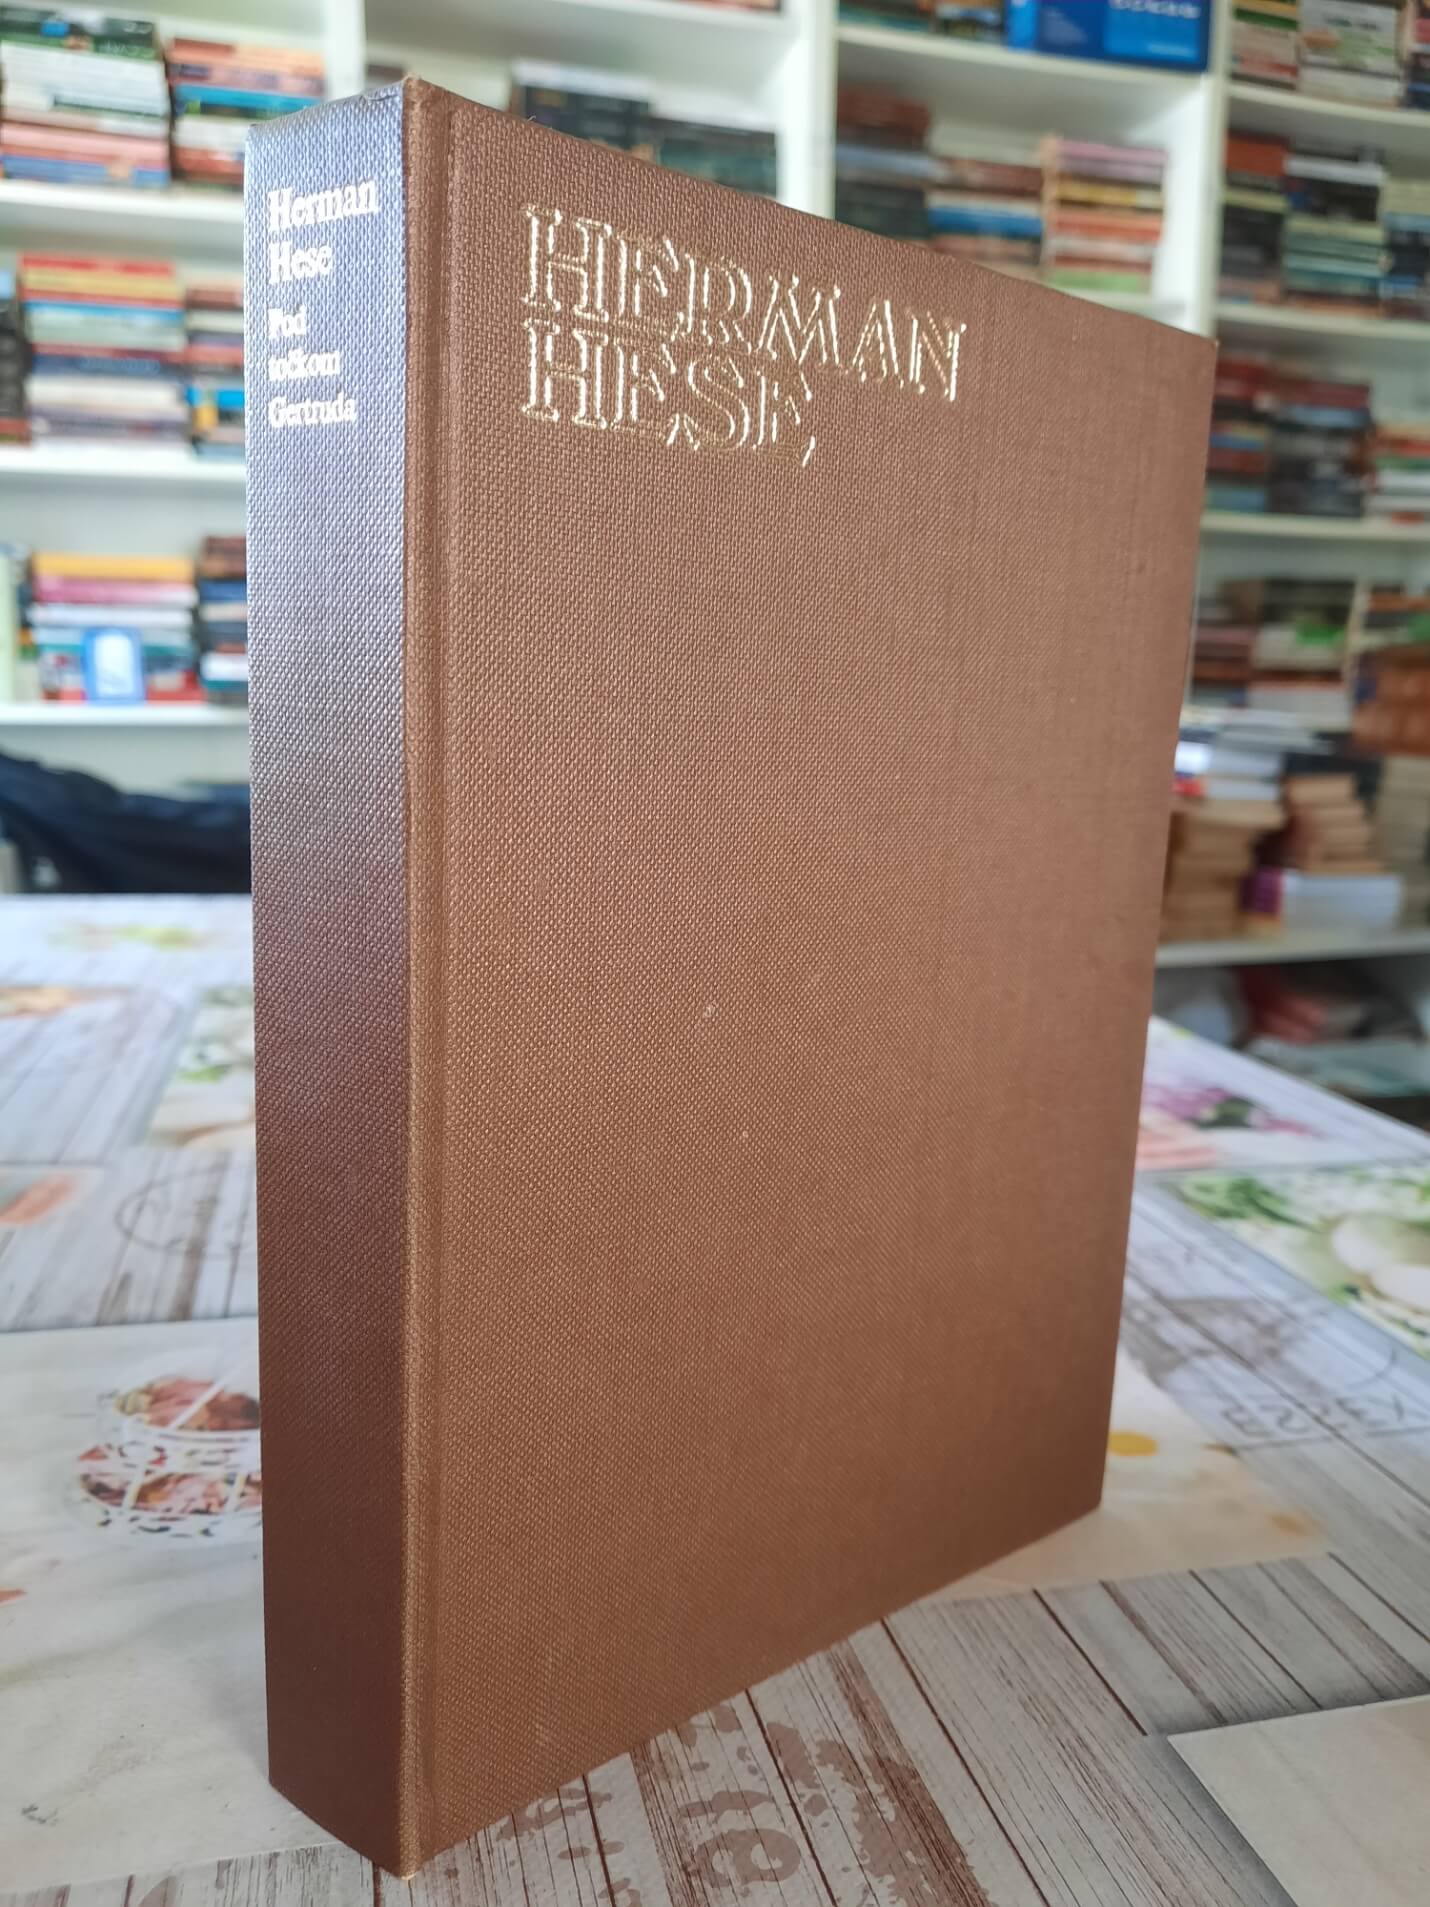 Herman
Hese
Pod
točkom
Gertruda
HERMAN
HESE